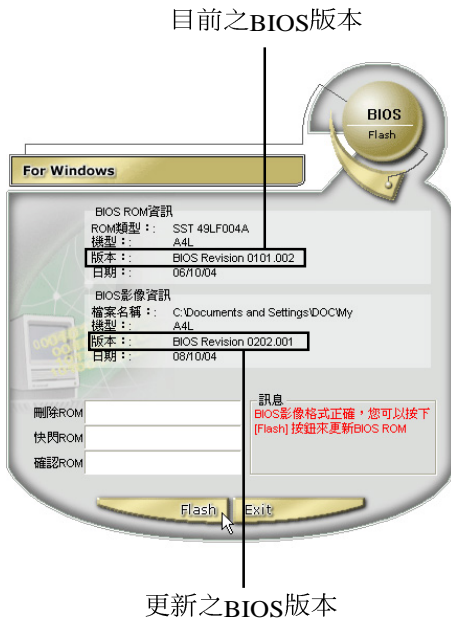 目前之BIOS版本
BIOS
Flash
For Windows
BIOS ROM資訊
ROM類型：: SST 49LF004A
機型：: A4L
版本：: BIOS Revision 0101.002
日期：: 06/10/04
BIOS影像資訊
檔案名稱：: C:\Documents and Settings\DOC\My
機型：: A4L
版本：: BIOS Revision 0202.001
日期：: 08/10/04
刪除ROM
快閃ROM
確認ROM
訊息
BIOS影像格式正確，您可以按下
[Flash] 按鈕來更新BIOS ROM
Flash Exit
更新之BIOS版本